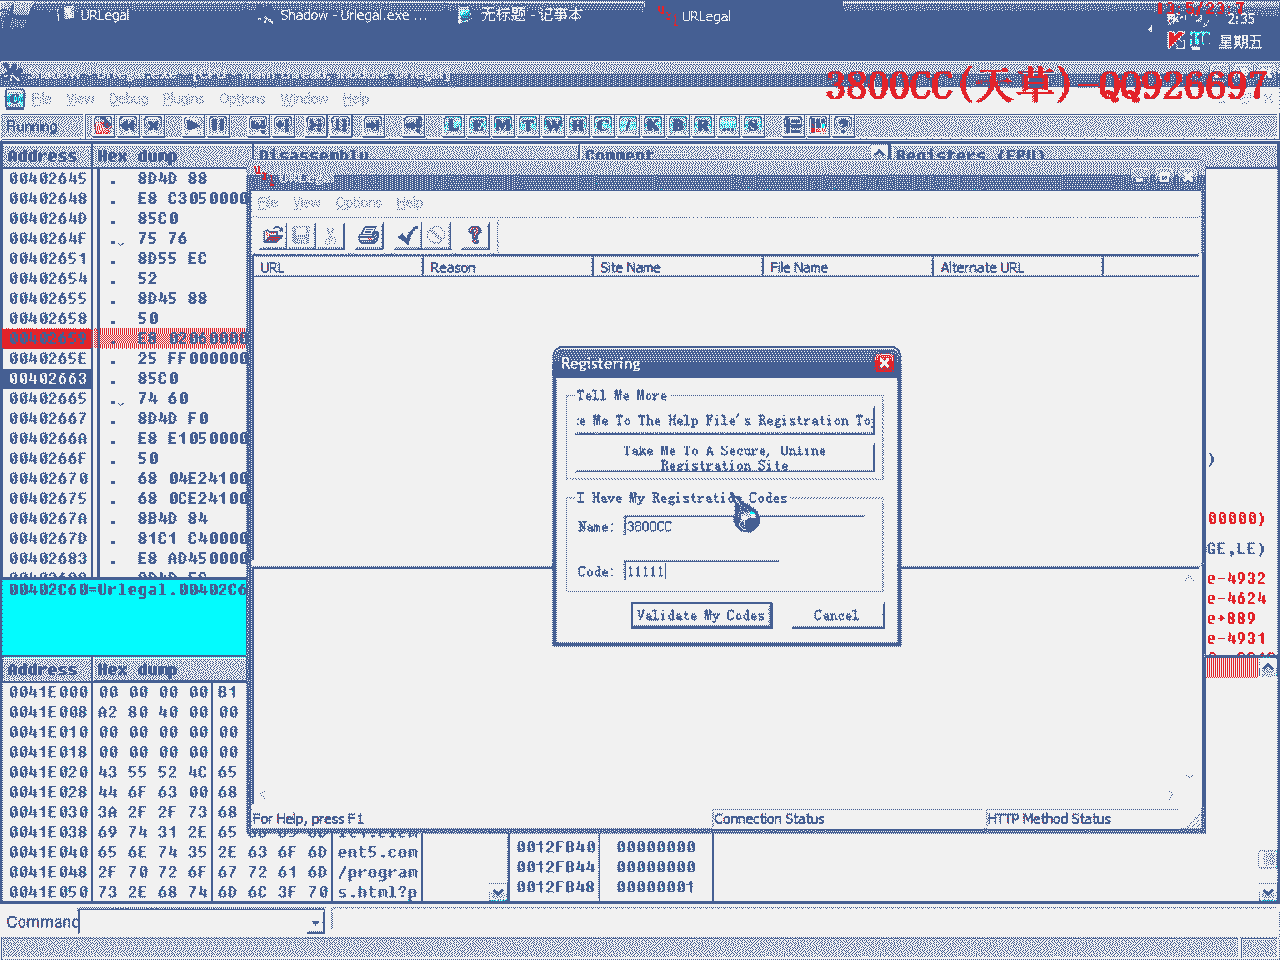 URLegal
Shadow - Urlegal.exe ...
无标题 - 记事本
URLegal
2:35
星期五
3800CC(天草)-QQ926697
File View Debug Plugins Options Window Help
Running
L E M T W H C / K B R ... S
Address Hex dump Disassembly Comment Registers (FPU)
00402645 . 8D4D 88
00402648 . E8 C3050000
0040264D . 85C0
0040264F . 75 76
00402651 . 8D55 EC
00402654 . 52
00402655 . 8D45 88
00402658 . 50
00402659 . E8 02060000
0040265E . 25 FF000000
00402663 . 85C0
00402665 . 74 60
00402667 . 8D4D F0
0040266A . E8 E1050000
0040266F . 50
00402670 . 68 04E24100
00402675 . 68 0CE24100
0040267A . 8B4D 84
0040267D . 81C1 C40000
00402683 . E8 AD450000
00402C60=Urlegal.00402C6
File View Options Help
URL Reason Site Name File Name Alternate URL
Registering
Tell Me More
e Me To The Help File's Registration To
Take Me To A Secure, Online
Registration Site
I Have My Registration Codes
Name: 3800CC
Code: 11111
Validate My Codes Cancel
For Help, press F1 Connection Status HTTP Method Status
)
00000)
GE,LE)
e-4932
e-4624
e+889
e-4931
Address Hex dump
0041E000 00 00 00 00 B1
0041E008 A2 80 40 00 00
0041E010 00 00 00 00 00
0041E018 00 00 00 00 00
0041E020 43 55 52 4C 65
0041E028 44 6F 63 00 68
0041E030 3A 2F 2F 73 68
0041E038 69 74 31 2E 65
0041E040 65 6E 74 35 2E 63 6F 6D ent5.com
0041E048 2F 70 72 6F 67 72 61 6D /program
0041E050 73 2E 68 74 6D 6C 3F 70 s.html?p
0012FB40 00000000
0012FB44 00000000
0012FB48 00000001
Command